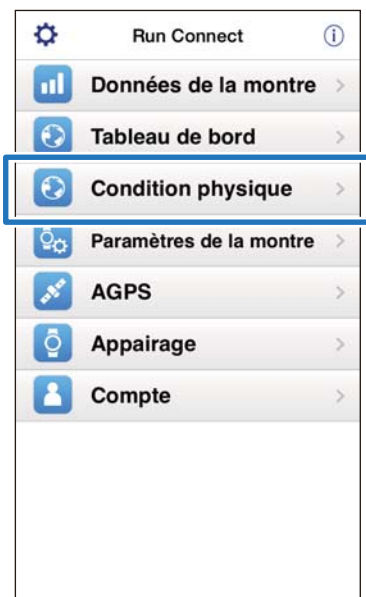 Run Connect
Données de la montre
Tableau de bord
Condition physique
Paramètres de la montre
AGPS
Appairage
Compte